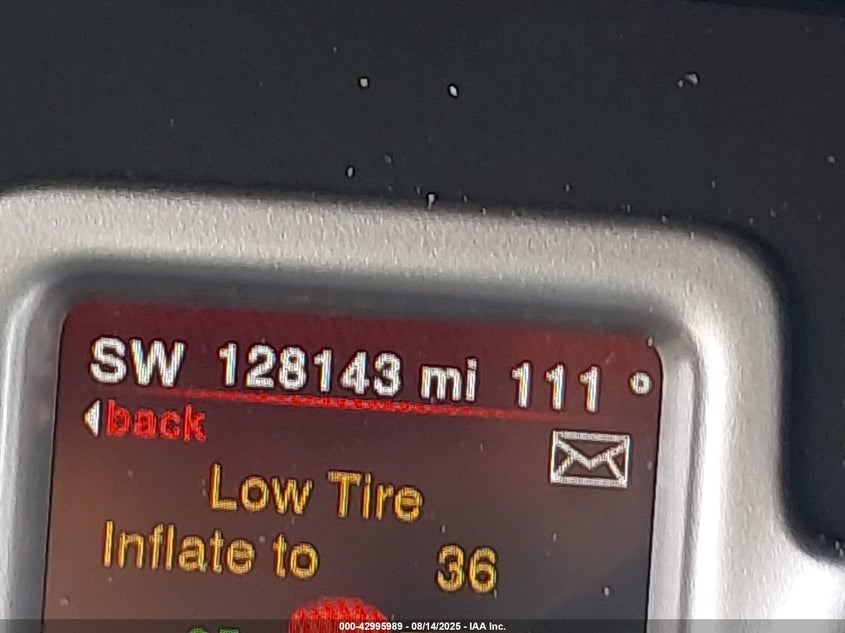 SW 128143 mi 111 °
back
Low Tire
Inflate to 36
000-42995989 - 08/14/2025 - IAA Inc.